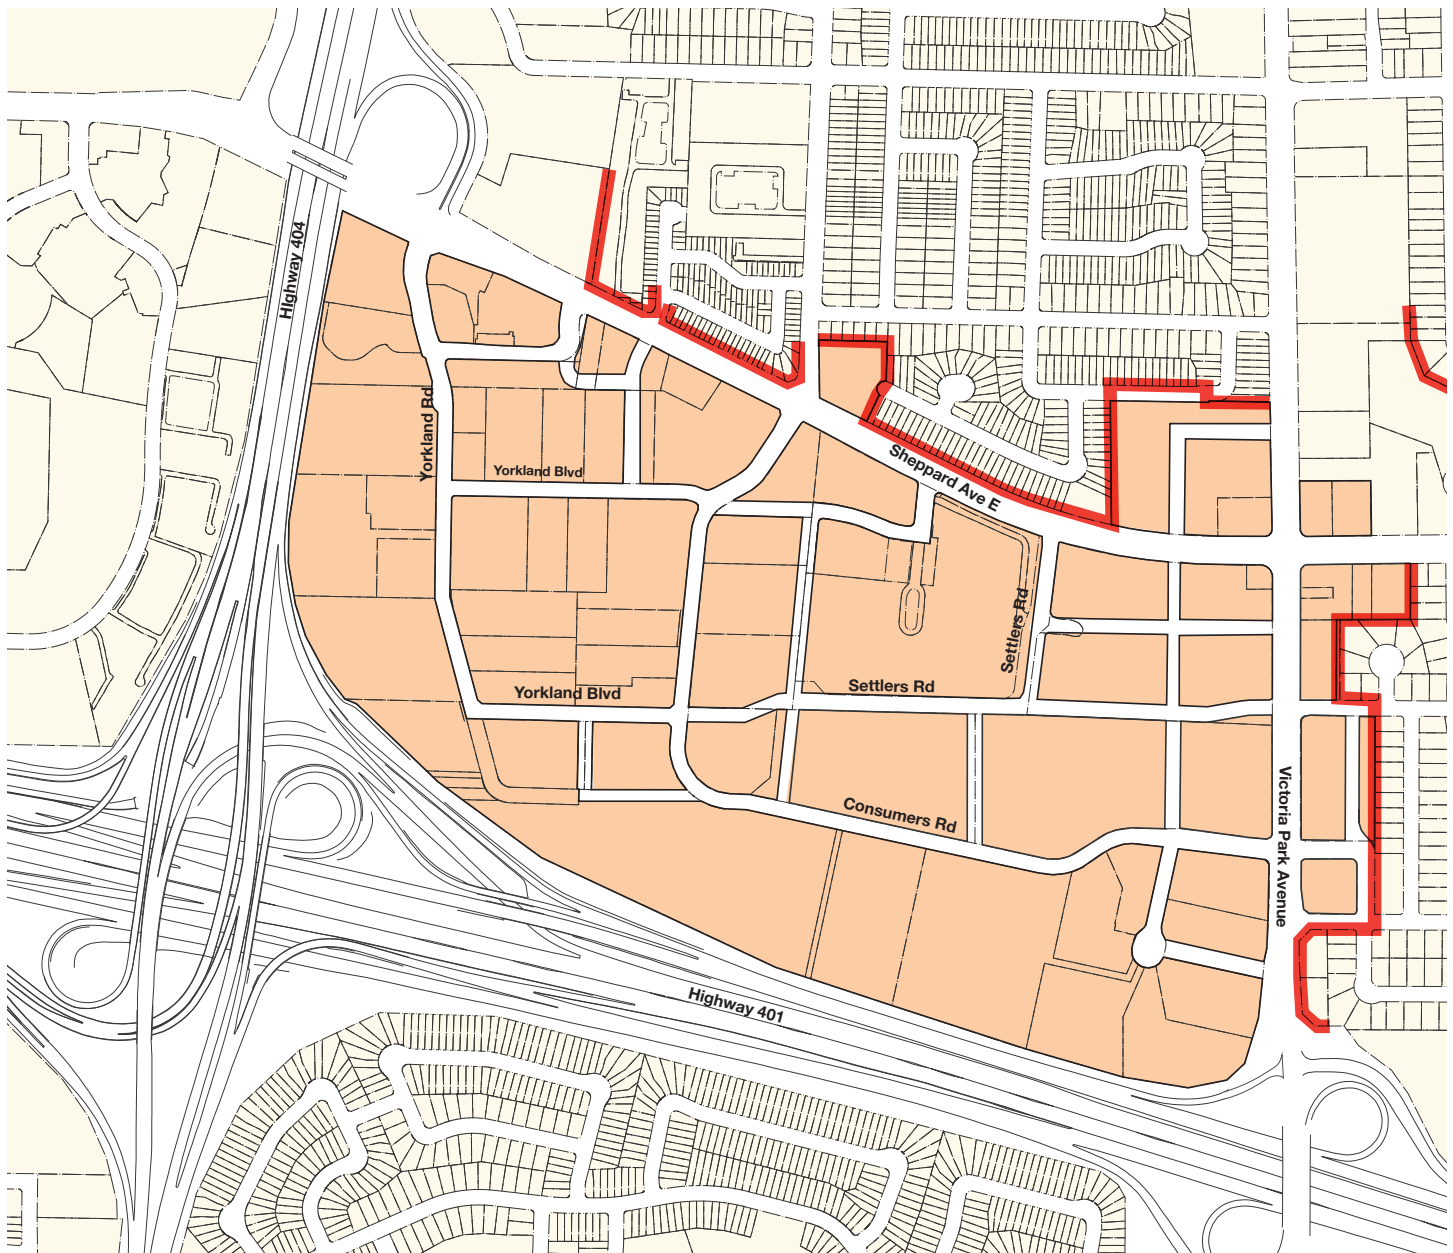 HIghway 404
Yorkland Rd
Yorkland Blvd
Sheppard Ave E
Settlers Rd
Yorkland Blvd
Settlers Rd
Consumers Rd
Victoria Park Avenue
Highway 401